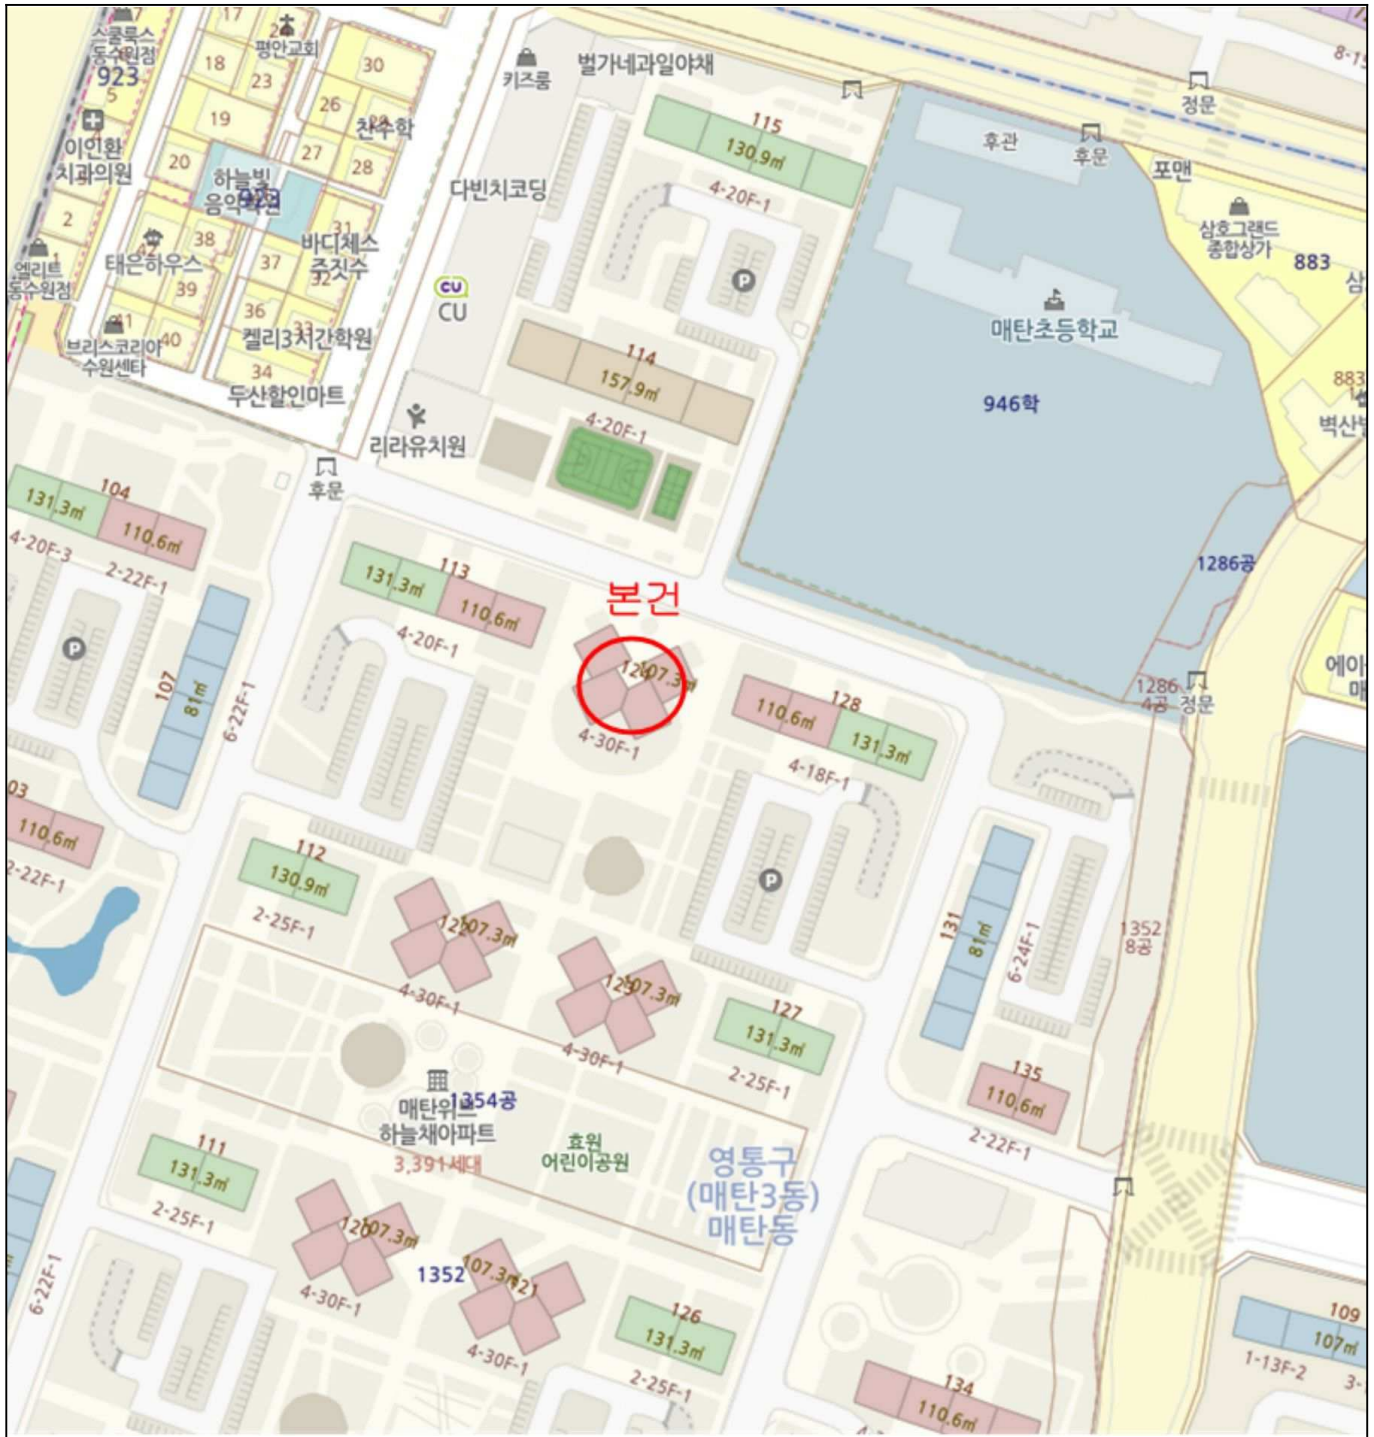 스쿨룩스
동수원점
923
17
18
23
평안교회
30
26
찬수학
19
27
28
20
이인환
치과의원
하늘빛
2
31
바디체스
주짓수
38
태은하우스
37
32
39
엘리트
동수원점
36
41
40
켈리3시간학원
브리스코리아
수원센타
34
두산할인마트
키즈룸
벌가네과일야채
다빈치코딩
CU
CU
리라유치원
후문
115
130.9㎡
4-20F-1
P
114
157.9㎡
4-20F-1
후관
후문
정문
포맨
삼호그랜드
종합상가
883
매탄초등학교
946학
1286공
정문
104
131.3㎡
110.6㎡
4-20F-3
2-22F-1
P
107
81㎡
6-22F-1
113
131.3㎡
110.6㎡
4-20F-1
본건
107.3㎡
4-30F-1
128
110.6㎡
131.3㎡
4-18F-1
P
03
110.6㎡
2-22F-1
112
130.9㎡
2-25F-1
107.3㎡
4-30F-1
107.3㎡
4-30F-1
127
131.3㎡
2-25F-1
131
81㎡
6-24F-1
1352
8공
135
110.6㎡
2-22F-1
1354공
매탄위브
하늘채아파트
3,391세대
효원
어린이공원
영통구
(매탄3동)
매탄동
111
131.3㎡
2-25F-1
6-22F-1
120
107.3㎡
4-30F-1
1352
107.3㎡
121
4-30F-1
126
131.3㎡
2-25F-1
134
110.6㎡
109
107㎡
1-13F-2